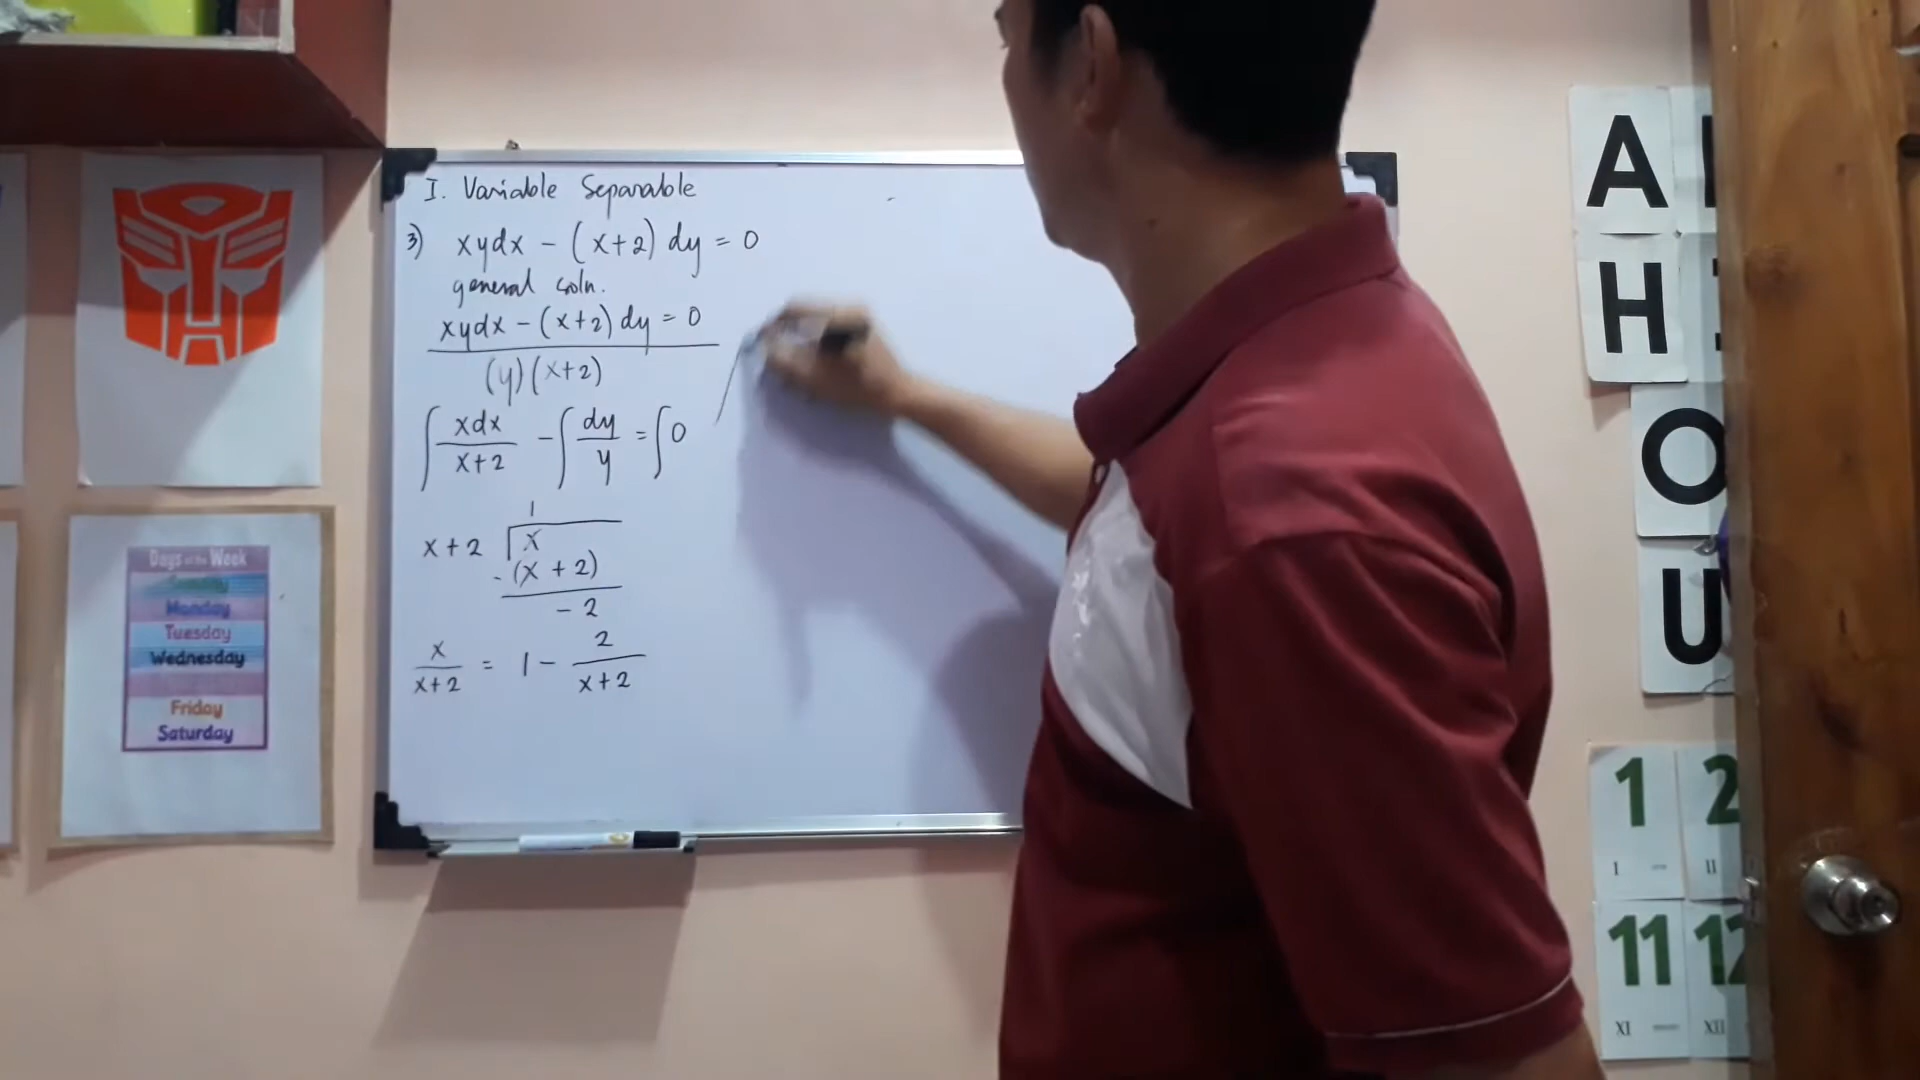 I. Variable Separable
3) xydx - (x+2) dy = 0
general soln.
xydx - (x+2) dy = 0
(y)(x+2)
∫ xdx/x+2 - ∫ dy/y = ∫ 0
1
x+2 x
- (x + 2)
- 2
x/x+2 = 1 - 2/x+2
Days of the Week
Monday
Tuesday
Wednesday
Friday
Saturday
A
H
O
U
1 2
I II
11 12
XI XII